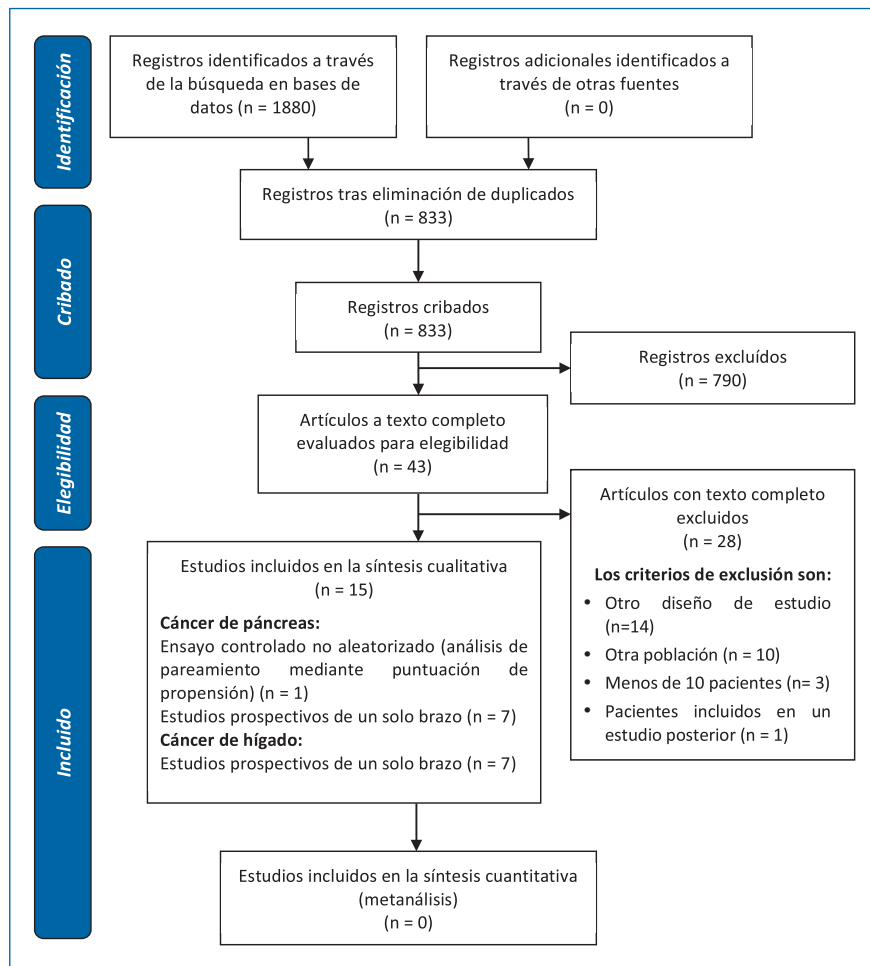 Identificación
Registros identificados a través
de la búsqueda en bases de
datos (n = 1880)
Registros adicionales identificados a
través de otras fuentes
(n = 0)
Registros tras eliminación de duplicados
(n = 833)
Cribado
Registros cribados
(n = 833)
Registros excluídos
(n = 790)
Elegibilidad
Artículos a texto completo
evaluados para elegibilidad
(n = 43)
Artículos con texto completo
excluidos
(n = 28)
Los criterios de exclusión son:
• Otro diseño de estudio
(n=14)
• Otra población (n = 10)
• Menos de 10 pacientes (n= 3)
• Pacientes incluidos en un
estudio posterior (n = 1)
Incluido
Estudios incluidos en la síntesis cualitativa
(n = 15)
Cáncer de páncreas:
Ensayo controlado no aleatorizado (análisis de
pareamiento mediante puntuación de
propensión) (n = 1)
Estudios prospectivos de un solo brazo (n = 7)
Cáncer de hígado:
Estudios prospectivos de un solo brazo (n = 7)
Estudios incluidos en la síntesis cuantitativa
(metanálisis)
(n = 0)